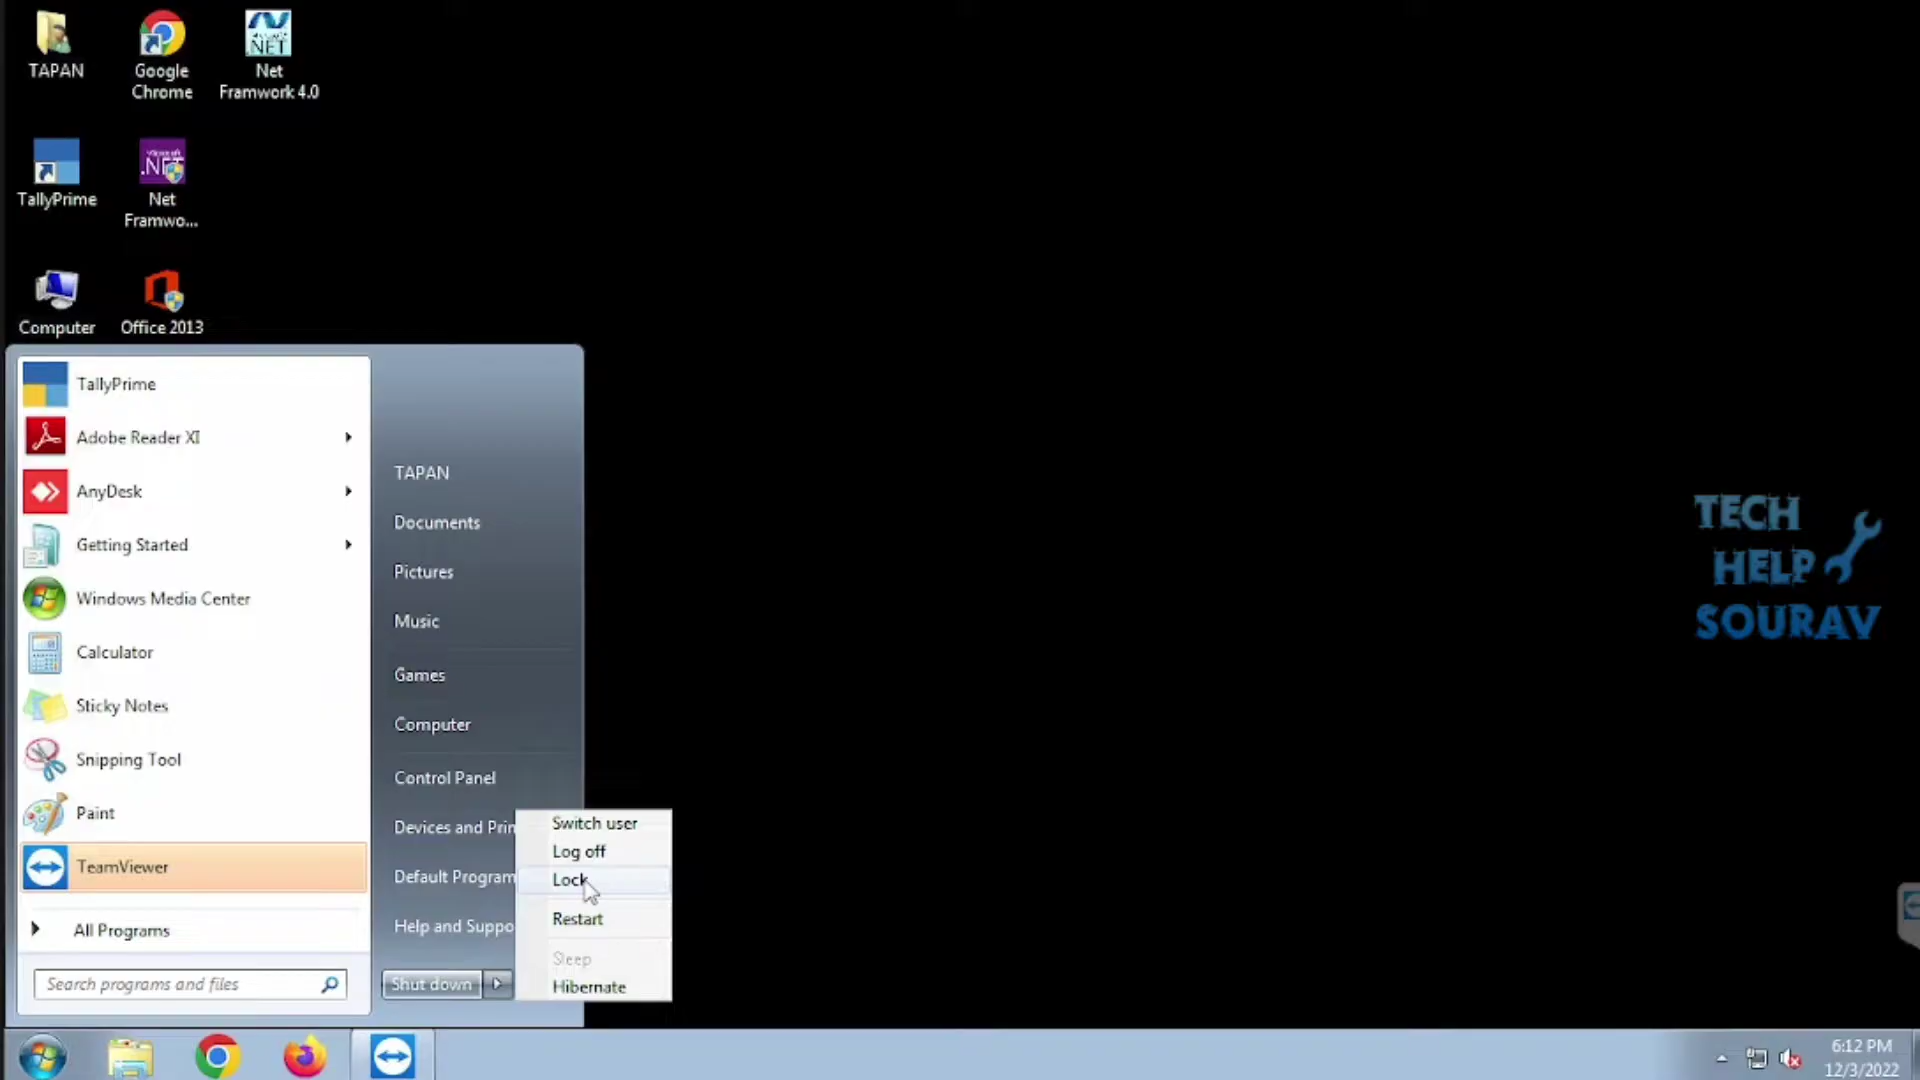 TAPAN
Google
Chrome
Net
Framwork 4.0
TallyPrime
Net
Framwo...
Computer
Office 2013
TallyPrime
Adobe Reader XI
AnyDesk
Getting Started
Windows Media Center
Calculator
Sticky Notes
Snipping Tool
Paint
TeamViewer
All Programs
Search programs and files
TAPAN
Documents
Pictures
Music
Games
Computer
Control Panel
Devices and Prin
Default Program
Help and Suppo
Shut down
Switch user
Log off
Lock
Restart
Sleep
Hibernate
TECH
HELP
SOURAV
6:12 PM
12/3/2022